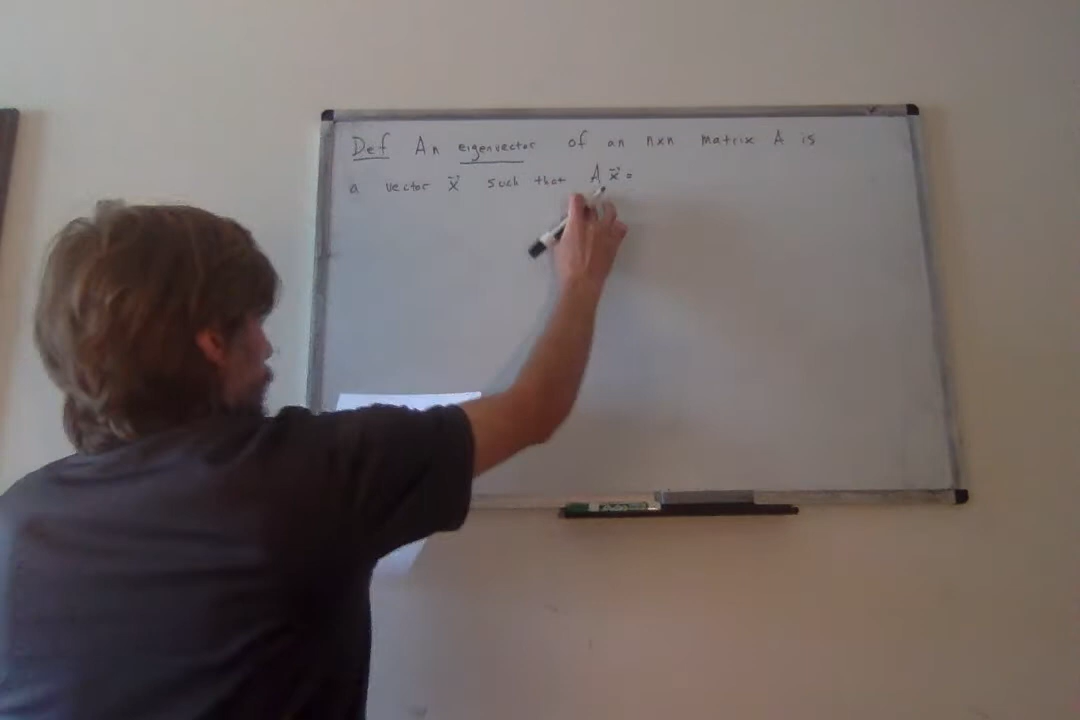 Def An eigenvector of an nxn matrix A is
a vector x⃗ such that A x⃗ =